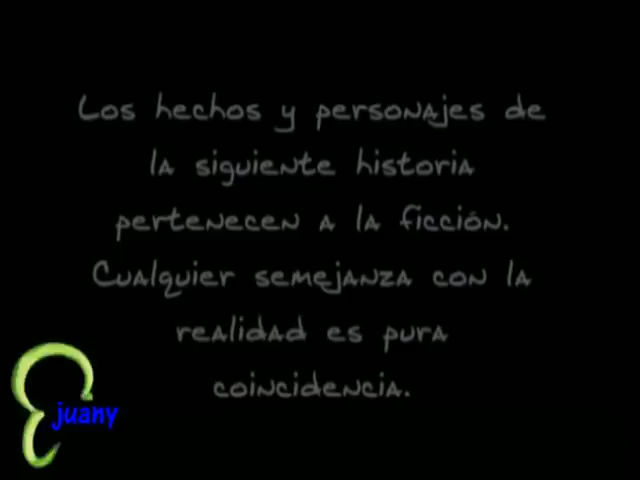 Los hechos y personajes de
la siguiente historia
pertenecen a la ficción.
Cualquier semejanza con la
realidad es pura
coincidencia.
juany